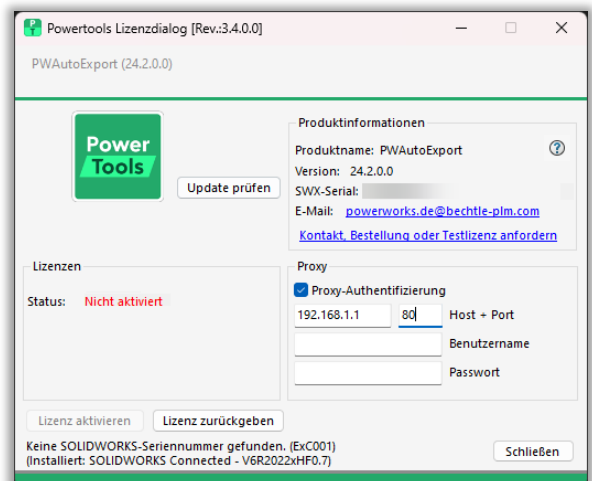 Powertools Lizenzdialog [Rev.:3.4.0.0]
PWAutoExport (24.2.0.0)
Power
Tools
Update prüfen
Produktinformationen
Produktname: PWAutoExport
Version: 24.2.0.0
SWX-Serial:
E-Mail: powerworks.de@bechtle-plm.com
Kontakt, Bestellung oder Testlizenz anfordern
Lizenzen
Status: Nicht aktiviert
Proxy
Proxy-Authentifizierung
192.168.1.1 80 Host + Port
Benutzername
Passwort
Lizenz aktivieren Lizenz zurückgeben
Keine SOLIDWORKS-Seriennummer gefunden. (ExC001)
(Installiert: SOLIDWORKS Connected - V6R2022xHF0.7)
Schließen